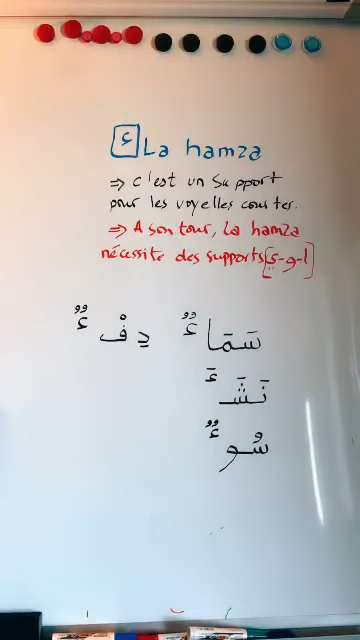 ء La hamza
⇒ c'est un support
pour les voyelles courtes.
⇒ A son tour, la hamza
nécessite des supports [ي-و-ا]
سَمَاءٌ دِفْءٌ
نَشَءَ
سُوءٌ